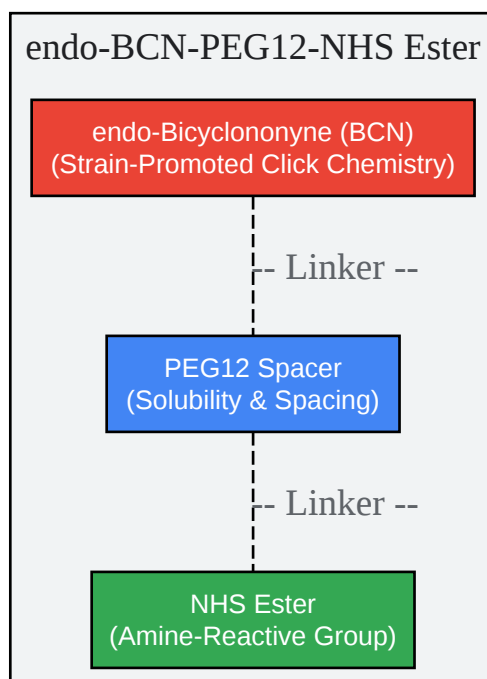 endo-BCN-PEG12-NHS Ester
endo-Bicyclononyne (BCN)
(Strain-Promoted Click Chemistry)
-- Linker --
PEG12 Spacer
(Solubility & Spacing)
-- Linker --
NHS Ester
(Amine-Reactive Group)